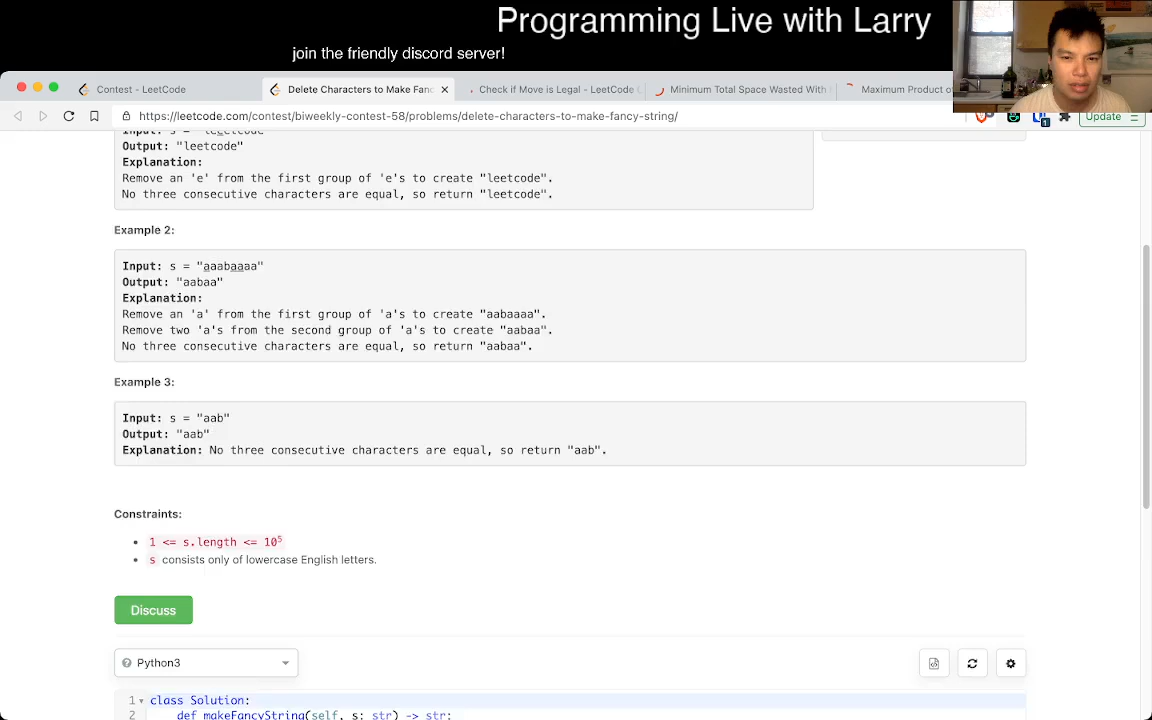 Programming Live with Larry
join the friendly discord server!
Contest - LeetCode
Delete Characters to Make Fanc
Check if Move is Legal - LeetCode
Minimum Total Space Wasted With
Maximum Product o
https://leetcode.com/contest/biweekly-contest-58/problems/delete-characters-to-make-fancy-string/
Update
Input: s = "leeetcode"
Output: "leetcode"
Explanation:
Remove an 'e' from the first group of 'e's to create "leetcode".
No three consecutive characters are equal, so return "leetcode".
Example 2:
Input: s = "aaabaaaa"
Output: "aabaa"
Explanation:
Remove an 'a' from the first group of 'a's to create "aabaaaa".
Remove two 'a's from the second group of 'a's to create "aabaa".
No three consecutive characters are equal, so return "aabaa".
Example 3:
Input: s = "aab"
Output: "aab"
Explanation: No three consecutive characters are equal, so return "aab".
Constraints:
• 1 <= s.length <= 10⁵
• s consists only of lowercase English letters.
Discuss
Python3
1 class Solution:
2 def makeFancyString(self, s: str) -> str: